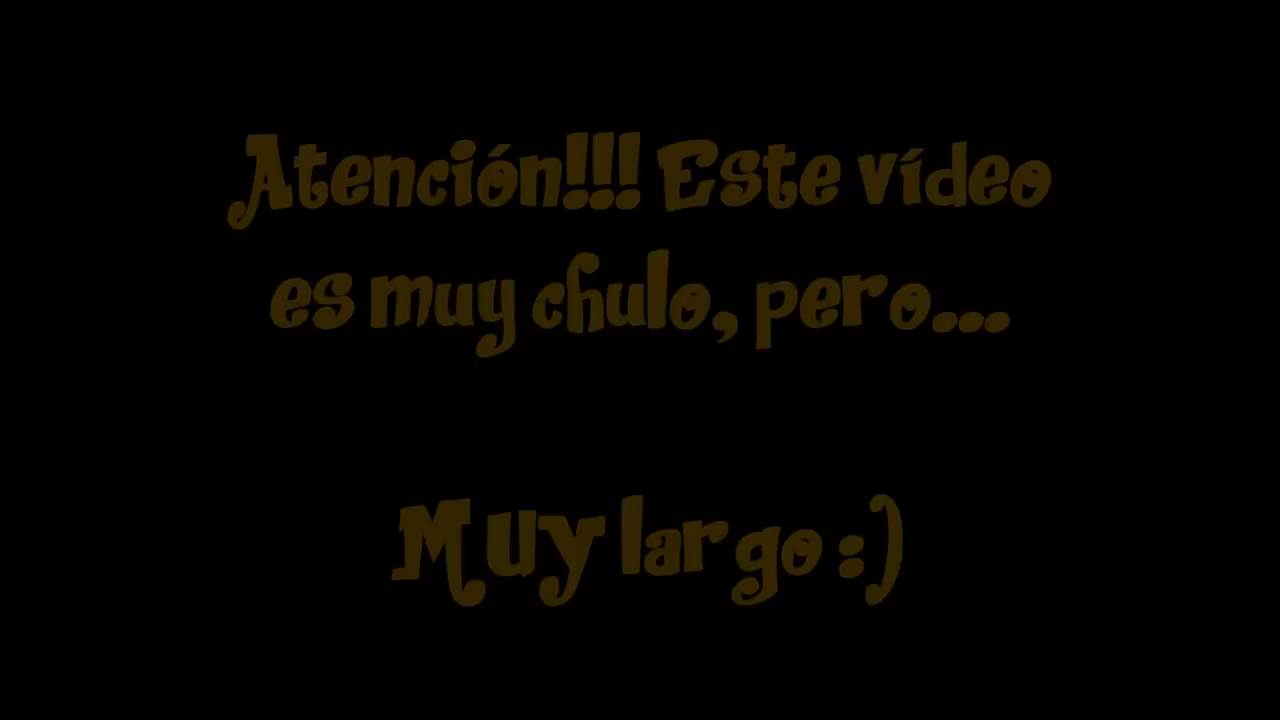 Atención!!! Este vídeo
es muy chulo, pero...
Muy largo :)